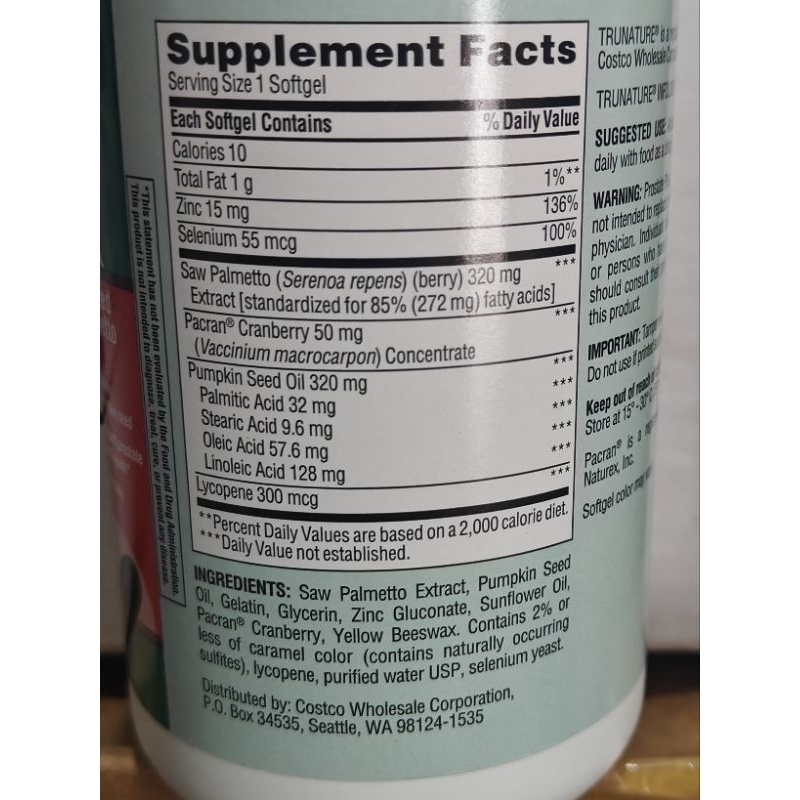 Supplement Facts
Serving Size 1 Softgel
Each Softgel Contains % Daily Value
Calories 10
Total Fat 1 g 1%**
Zinc 15 mg 136%
Selenium 55 mcg 100%
Saw Palmetto (Serenoa repens) (berry) 320 mg ***
Extract [standardized for 85% (272 mg) fatty acids]
Pacran® Cranberry 50 mg ***
(Vaccinium macrocarpon) Concentrate
Pumpkin Seed Oil 320 mg ***
Palmitic Acid 32 mg ***
Stearic Acid 9.6 mg ***
Oleic Acid 57.6 mg ***
Linoleic Acid 128 mg ***
Lycopene 300 mcg ***
**Percent Daily Values are based on a 2,000 calorie diet.
***Daily Value not established.
INGREDIENTS: Saw Palmetto Extract, Pumpkin Seed
Oil, Gelatin, Glycerin, Zinc Gluconate, Sunflower Oil,
Pacran® Cranberry, Yellow Beeswax. Contains 2% or
less of caramel color (contains naturally occurring
sulfites), lycopene, purified water USP, selenium yeast.
Distributed by: Costco Wholesale Corporation,
P.O. Box 34535, Seattle, WA 98124-1535
*This statement has not been evaluated by the Food and Drug Administration.
This product is not intended to diagnose, treat, cure, or prevent any disease.
TRUNATURE® is a
Costco Wholesale
TRUNATURE®
SUGGESTED USE:
daily with food as a
WARNING:
not intended to
physician.
or persons who
should consult their
this product.
IMPORTANT:
Do not use if printed
Keep out of reach
Store at 15°-30°
Pacran® is a
Naturex, Inc.
Softgel color may